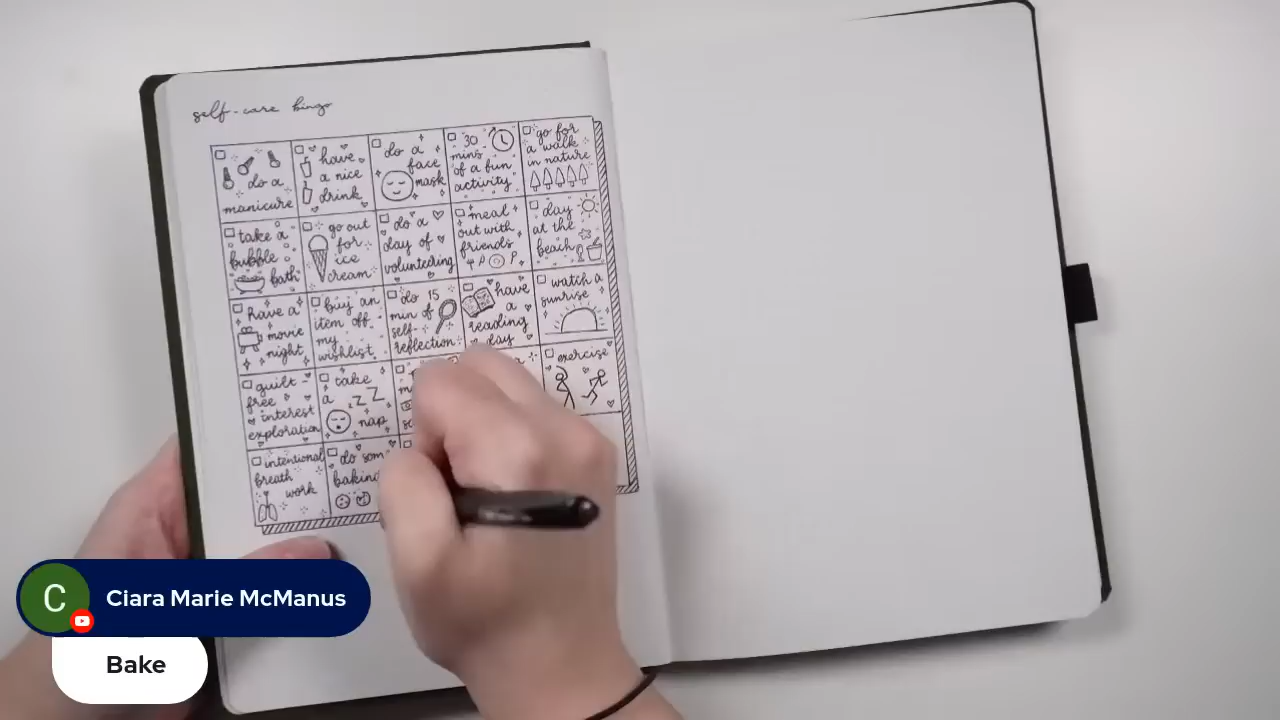 self-care bingo
do a
manicure
have
a nice
drink
do a
face
mask
30
mins
of a fun
activity
go for
a walk
in nature
take a
bubble
bath
go out
for
ice
cream
do a
day of
volunteering
meal
out with
friends
day
at the
beach
have a
movie
night
buy an
item off
my
wishlist
do 15
min of
self-
reflection
have
a
reading
day
watch a
sunrise
guilt-
free
interest
exploration
take
a
z Z Z
nap
exercise
intentional
breath
work
do som
baking
C
Ciara Marie McManus
Bake